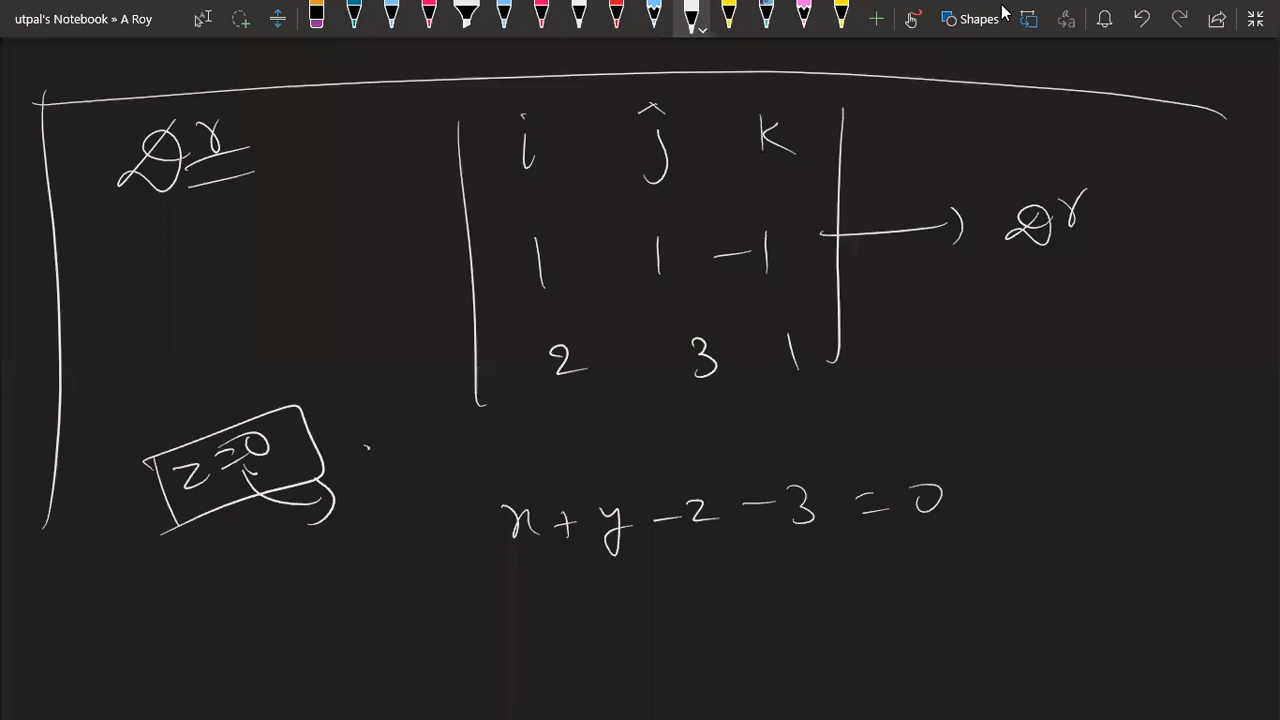 utpal's Notebook » A Roy
Shapes
Dr
i ĵ k
1 1 -1 → Dr
2 3 1
z=0
x + y - z - 3 = 0